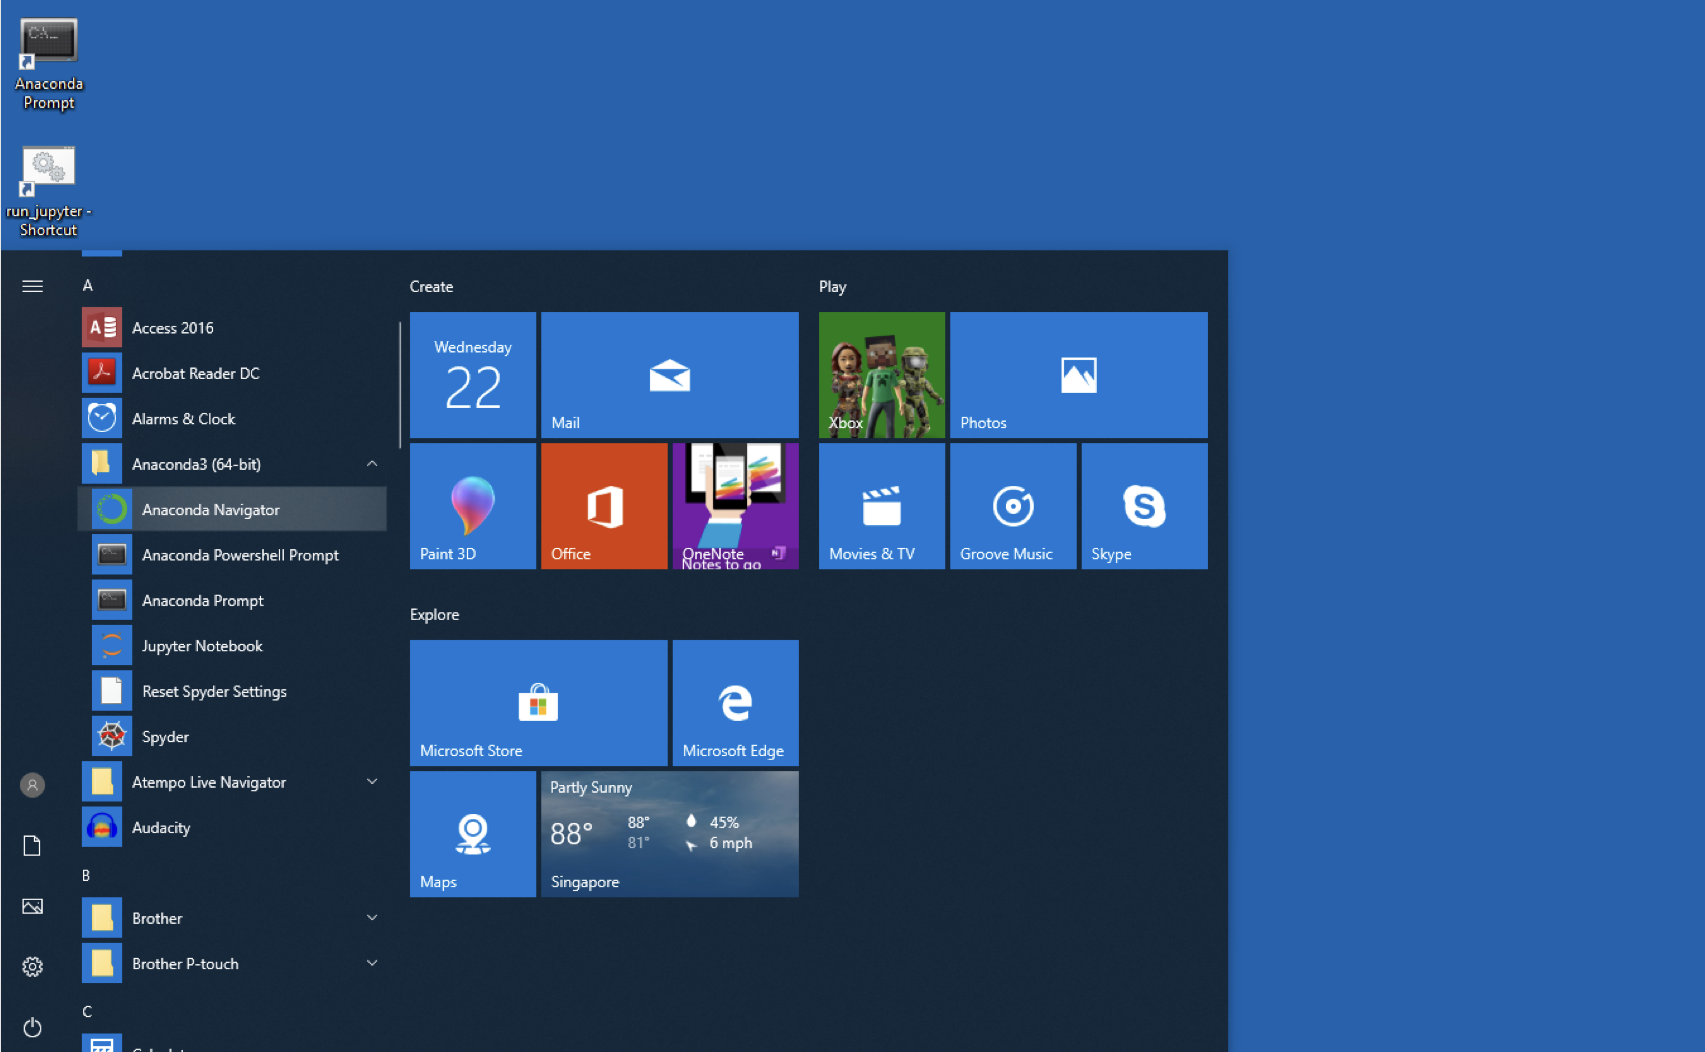 C:\_
Anaconda
Prompt
run_jupyter -
Shortcut
A
Access 2016
Acrobat Reader DC
Alarms & Clock
Anaconda3 (64-bit)
Anaconda Navigator
Anaconda Powershell Prompt
Anaconda Prompt
Jupyter Notebook
Reset Spyder Settings
Spyder
Atempo Live Navigator
Audacity
B
Brother
Brother P-touch
C
Create
Wednesday
22
Mail
Paint 3D
Office
OneNote
Notes to go
Explore
Microsoft Store
Microsoft Edge
Maps
Partly Sunny
88°
88°
81°
45%
6 mph
Singapore
Play
Xbox
Photos
Movies & TV
Groove Music
Skype